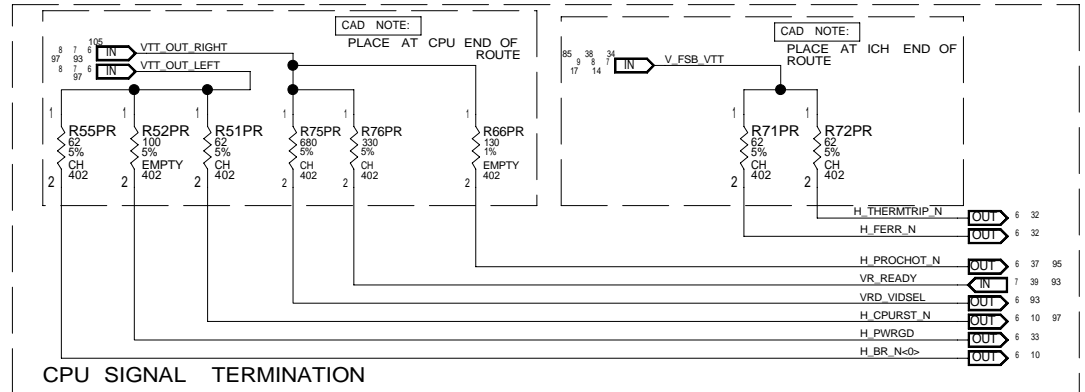 CAD NOTE:
PLACE AT CPU END OF
ROUTE
105
8 7 6 IN VTT_OUT_RIGHT
97 93
8 7 6 IN VTT_OUT_LEFT
97
CAD NOTE:
PLACE AT ICH END OF
ROUTE
85 38 34
9 8 7 IN V_FSB_VTT
17 14
1 1 1 1 1 1 1 1
R55PR
62
5%
CH
402
2
R52PR
100
5%
EMPTY
402
2
R51PR
62
5%
CH
402
2
R75PR
680
5%
CH
402
2
R76PR
330
5%
CH
402
2
R66PR
130
1%
EMPTY
402
2
R71PR
62
5%
CH
402
2
R72PR
62
5%
CH
402
2
H_THERMTRIP_N OUT 6 32
H_FERR_N OUT 6 32
H_PROCHOT_N OUT 6 37 95
VR_READY IN 7 39 93
VRD_VIDSEL OUT 6 93
H_CPURST_N OUT 6 10 97
H_PWRGD OUT 6 33
H_BR_N<0> OUT 6 10
CPU SIGNAL TERMINATION